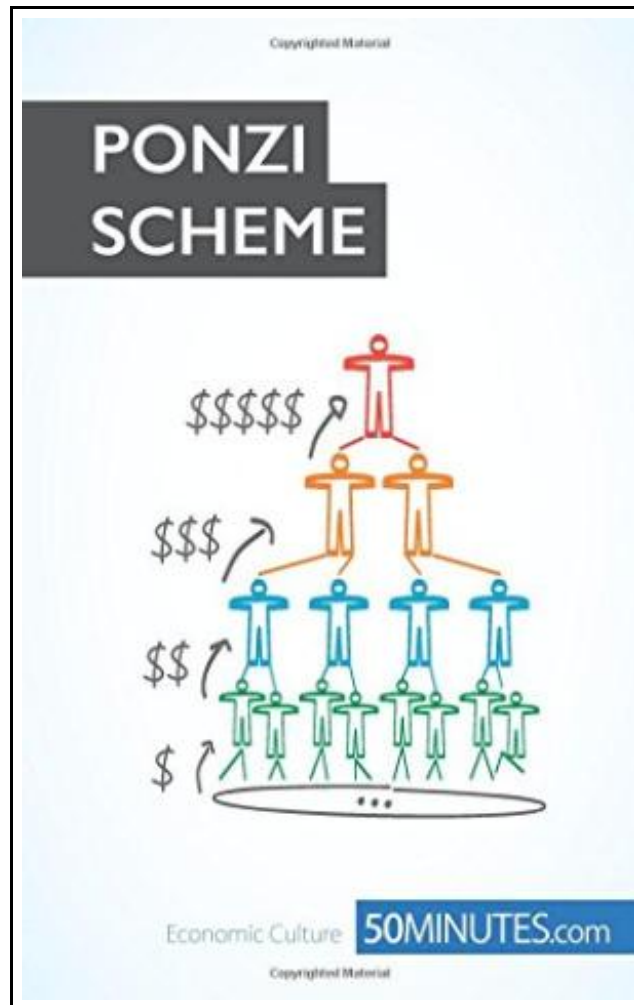 Copyrighted Material
PONZI
SCHEME
$$$$$
$$$
$$
$
...
Economic Culture 50MINUTES.com
Copyrighted Material